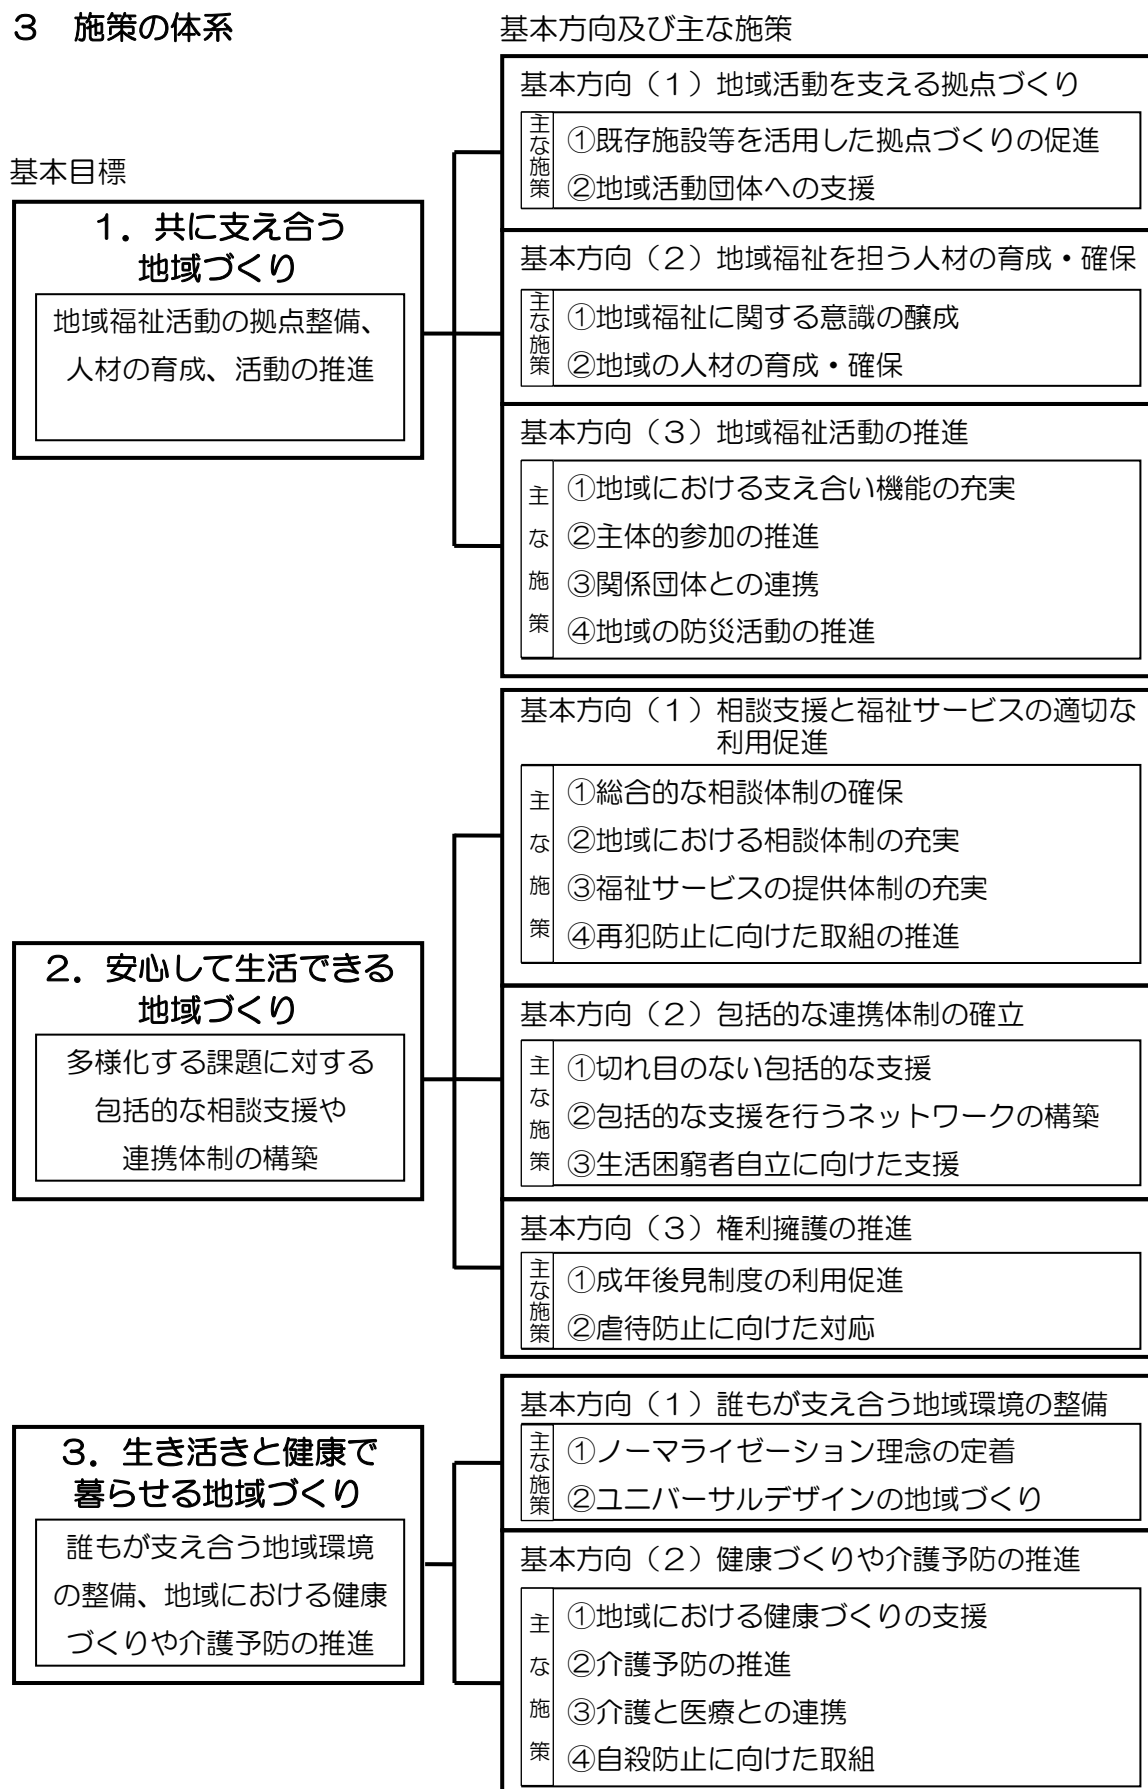 ３　施策の体系
基本方向及び主な施策
基本目標
１．共に支え合う
地域づくり
地域福祉活動の拠点整備、
人材の育成、活動の推進
基本方向（１）地域活動を支える拠点づくり
主な施策
①既存施設等を活用した拠点づくりの促進
②地域活動団体への支援
基本方向（２）地域福祉を担う人材の育成・確保
主な施策
①地域福祉に関する意識の醸成
②地域の人材の育成・確保
基本方向（３）地域福祉活動の推進
主な施策
①地域における支え合い機能の充実
②主体的参加の推進
③関係団体との連携
④地域の防災活動の推進
２．安心して生活できる
地域づくり
多様化する課題に対する
包括的な相談支援や
連携体制の構築
基本方向（１）相談支援と福祉サービスの適切な
利用促進
主な施策
①総合的な相談体制の確保
②地域における相談体制の充実
③福祉サービスの提供体制の充実
④再犯防止に向けた取組の推進
基本方向（２）包括的な連携体制の確立
主な施策
①切れ目のない包括的な支援
②包括的な支援を行うネットワークの構築
③生活困窮者自立に向けた支援
基本方向（３）権利擁護の推進
主な施策
①成年後見制度の利用促進
②虐待防止に向けた対応
３．生き活きと健康で
暮らせる地域づくり
誰もが支え合う地域環境
の整備、地域における健康
づくりや介護予防の推進
基本方向（１）誰もが支え合う地域環境の整備
主な施策
①ノーマライゼーション理念の定着
②ユニバーサルデザインの地域づくり
基本方向（２）健康づくりや介護予防の推進
主な施策
①地域における健康づくりの支援
②介護予防の推進
③介護と医療との連携
④自殺防止に向けた取組